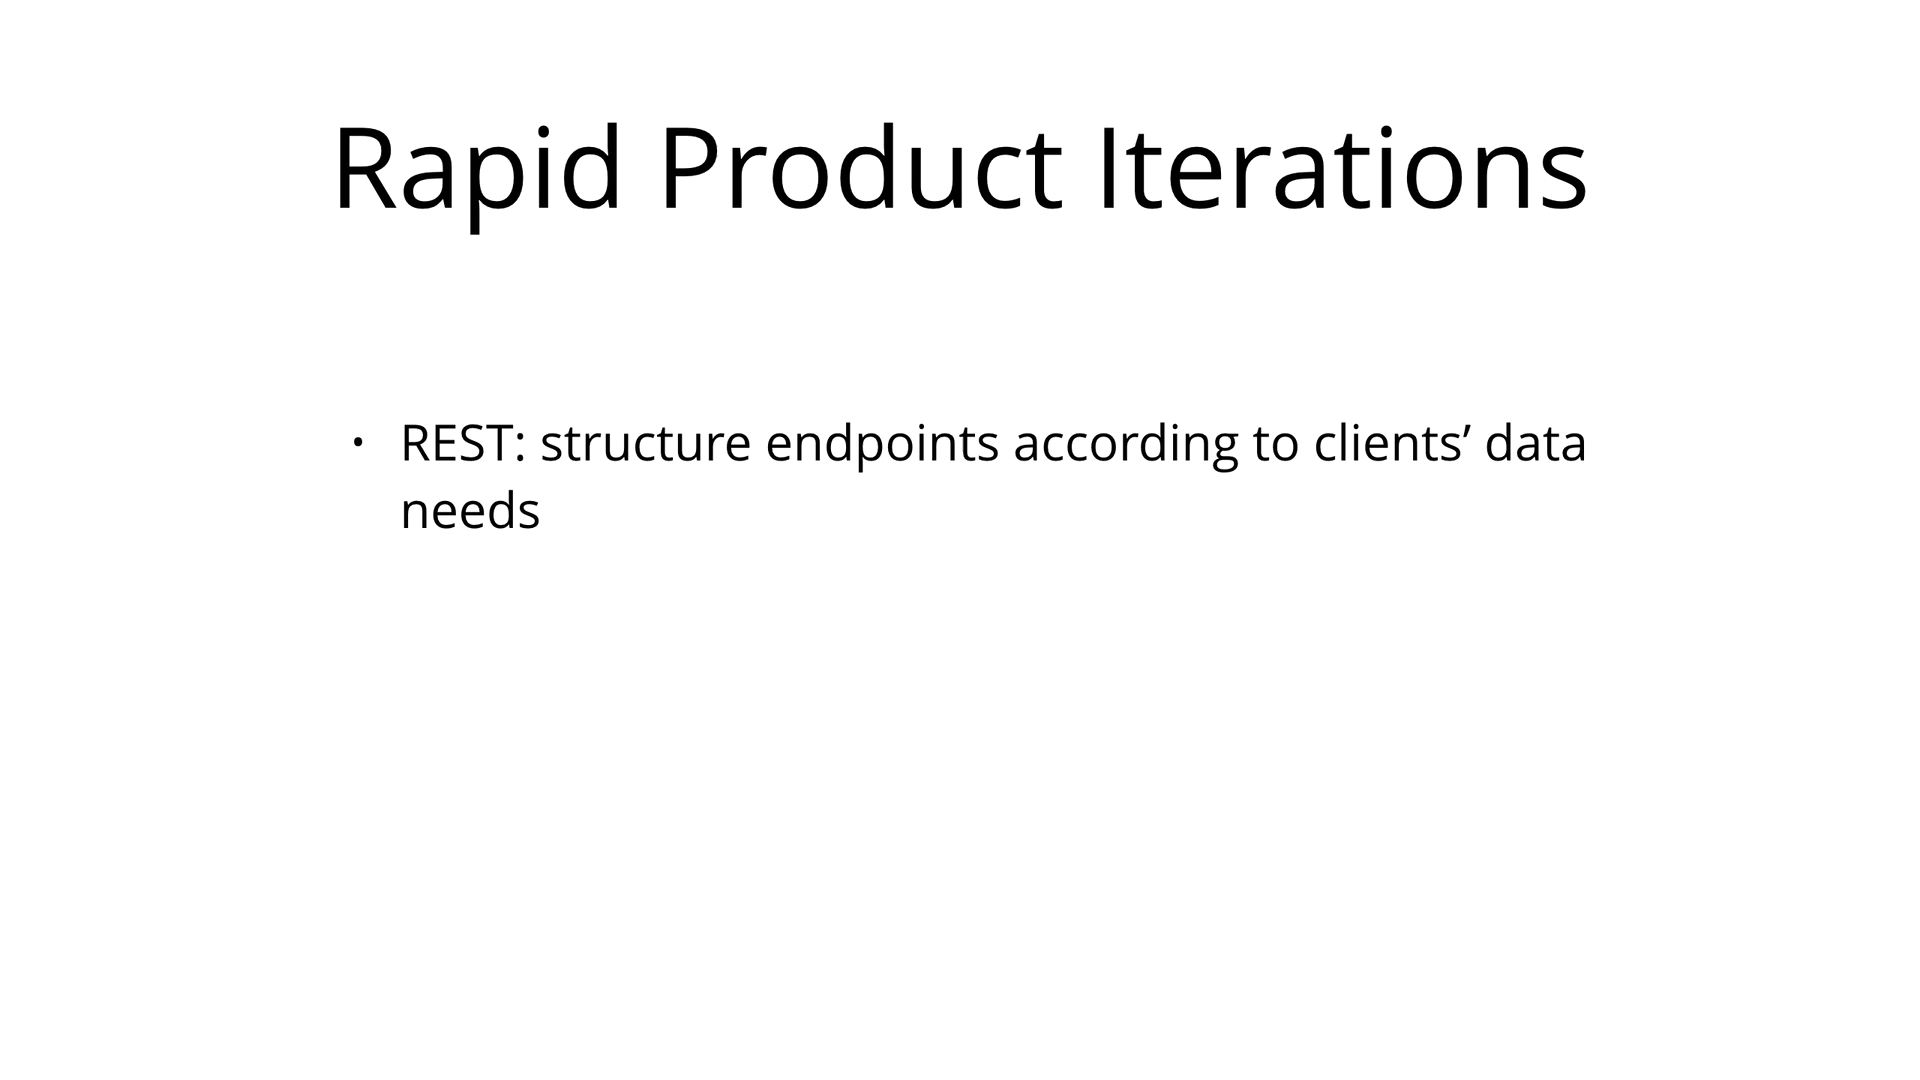 Rapid Product Iterations
• REST: structure endpoints according to clients’ data
needs